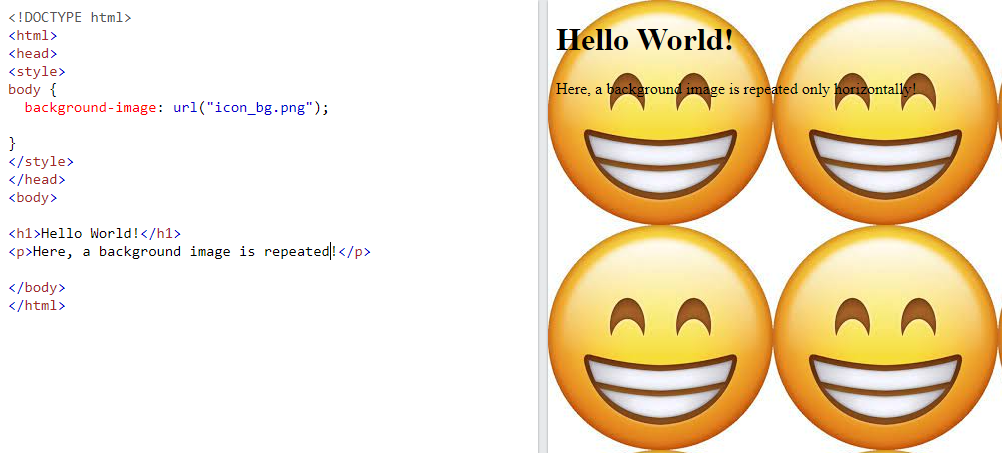 <!DOCTYPE html>
<html>
<head>
<style>
body {
  background-image: url("icon_bg.png");
}
</style>
</head>
<body>
<h1>Hello World!</h1>
<p>Here, a background image is repeated!</p>
</body>
</html>
Hello World!
Here, a background image is repeated only horizontally!